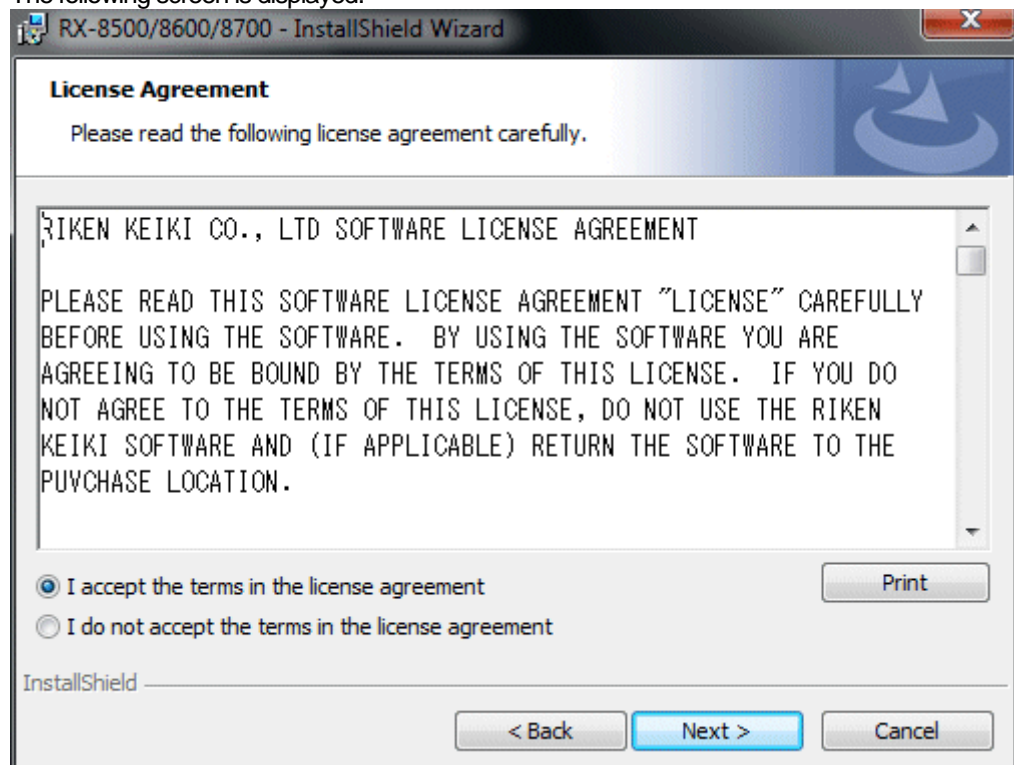 The following screen is displayed.
RX-8500/8600/8700 - InstallShield Wizard
License Agreement
Please read the following license agreement carefully.
RIKEN KEIKI CO., LTD SOFTWARE LICENSE AGREEMENT
PLEASE READ THIS SOFTWARE LICENSE AGREEMENT "LICENSE" CAREFULLY
BEFORE USING THE SOFTWARE.  BY USING THE SOFTWARE YOU ARE
AGREEING TO BE BOUND BY THE TERMS OF THIS LICENSE.  IF YOU DO
NOT AGREE TO THE TERMS OF THIS LICENSE, DO NOT USE THE RIKEN
KEIKI SOFTWARE AND (IF APPLICABLE) RETURN THE SOFTWARE TO THE
PUVCHASE LOCATION.
I accept the terms in the license agreement
Print
I do not accept the terms in the license agreement
InstallShield
< Back
Next >
Cancel